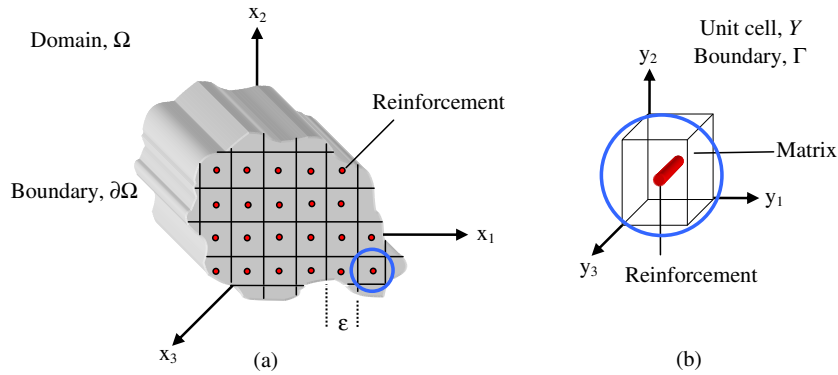 x₂
Domain, Ω
Reinforcement
Boundary, ∂Ω
x₁
x₃
ε
(a)
Unit cell, Y
Boundary, Γ
y₂
Matrix
y₁
y₃
Reinforcement
(b)